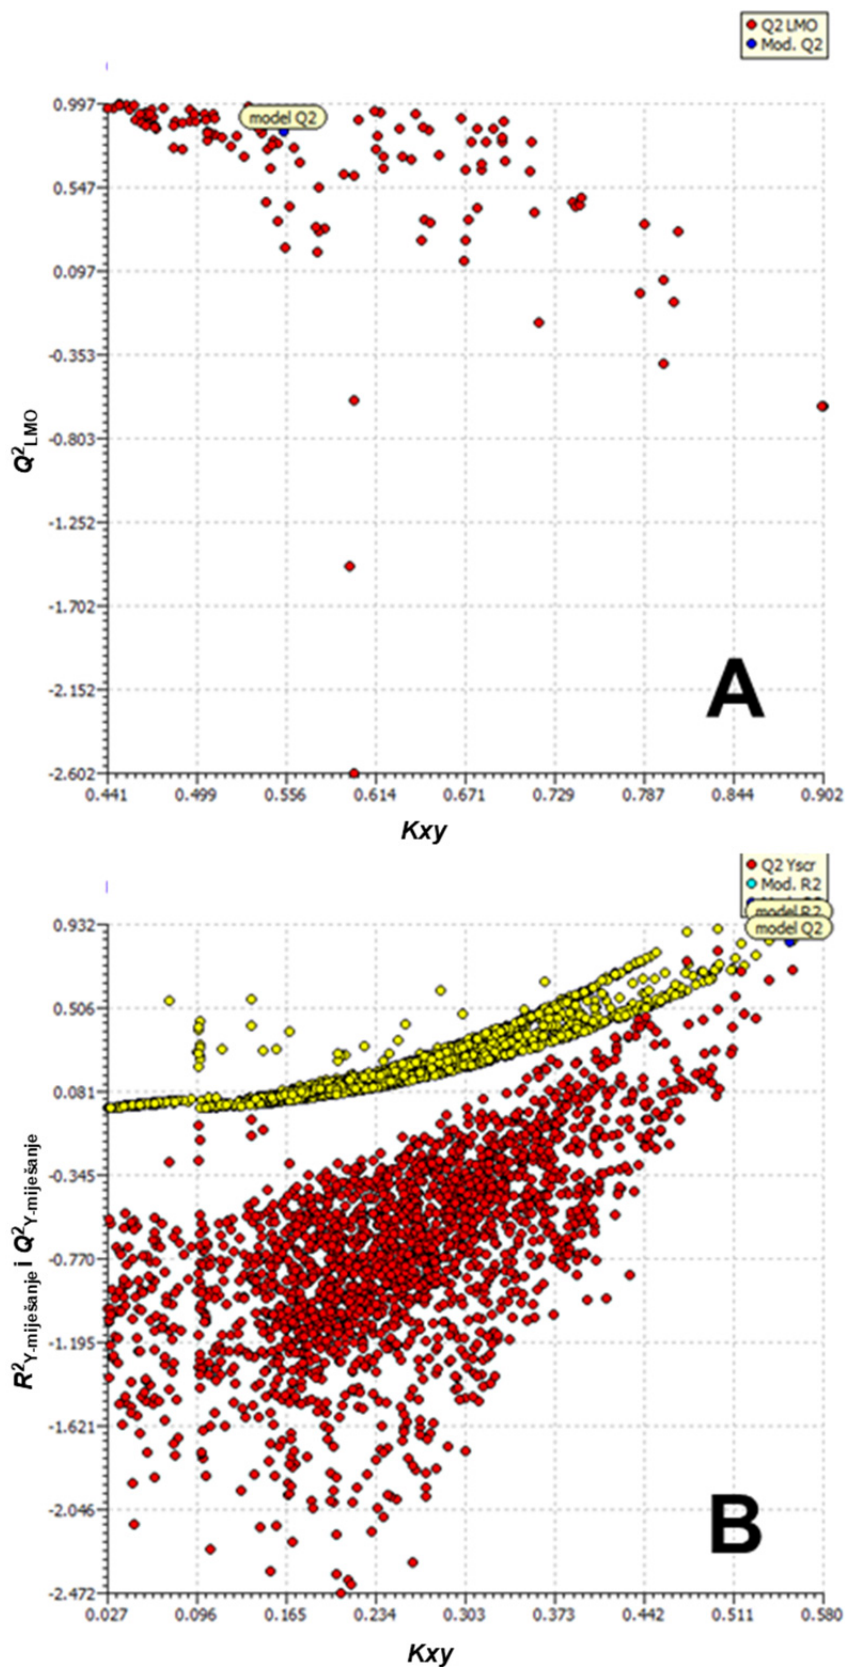 Q2 LMO
Mod. Q2
model Q2
0.997
0.547
0.097
-0.353
-0.803
-1.252
-1.702
-2.152
-2.602
Q²LMO
A
0.441 0.499 0.556 0.614 0.671 0.729 0.787 0.844 0.902
Kxy
Q2 Yscr
Mod. R2
model R2
model Q2
0.932
0.506
0.081
-0.345
-0.770
-1.195
-1.621
-2.046
-2.472
R²Y-miješanje i Q²Y-miješanje
B
0.027 0.096 0.165 0.234 0.303 0.373 0.442 0.511 0.580
Kxy